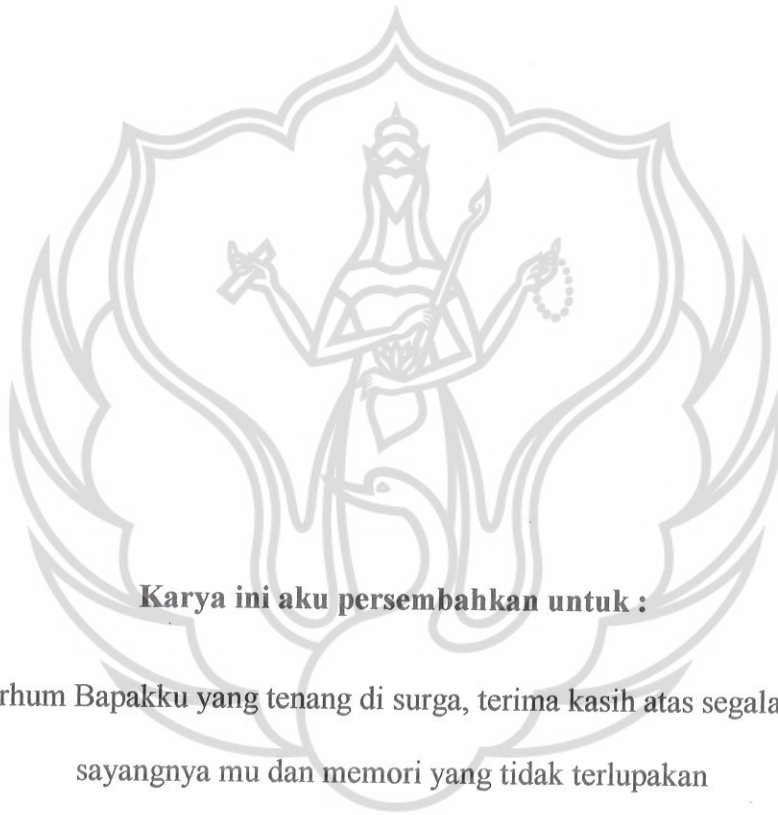 Karya ini aku persembahkan untuk :
rhum Bapakku yang tenang di surga, terima kasih atas segala
sayangnya mu dan memori yang tidak terlupakan